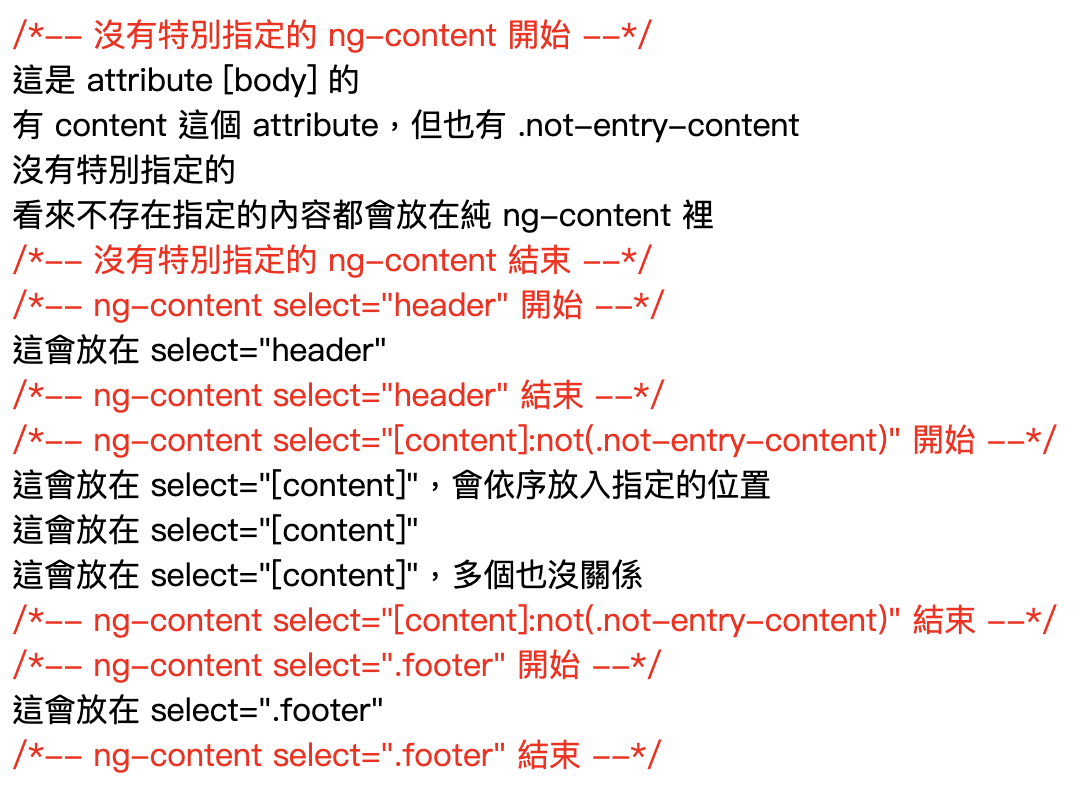 /*-- 沒有特別指定的 ng-content 開始 --*/
這是 attribute [body] 的
有 content 這個 attribute，但也有 .not-entry-content
沒有特別指定的
看來不存在指定的內容都會放在純 ng-content 裡
/*-- 沒有特別指定的 ng-content 結束 --*/
/*-- ng-content select="header" 開始 --*/
這會放在 select="header"
/*-- ng-content select="header" 結束 --*/
/*-- ng-content select="[content]:not(.not-entry-content)" 開始 --*/
這會放在 select="[content]"，會依序放入指定的位置
這會放在 select="[content]"
這會放在 select="[content]"，多個也沒關係
/*-- ng-content select="[content]:not(.not-entry-content)" 結束 --*/
/*-- ng-content select=".footer" 開始 --*/
這會放在 select=".footer"
/*-- ng-content select=".footer" 結束 --*/